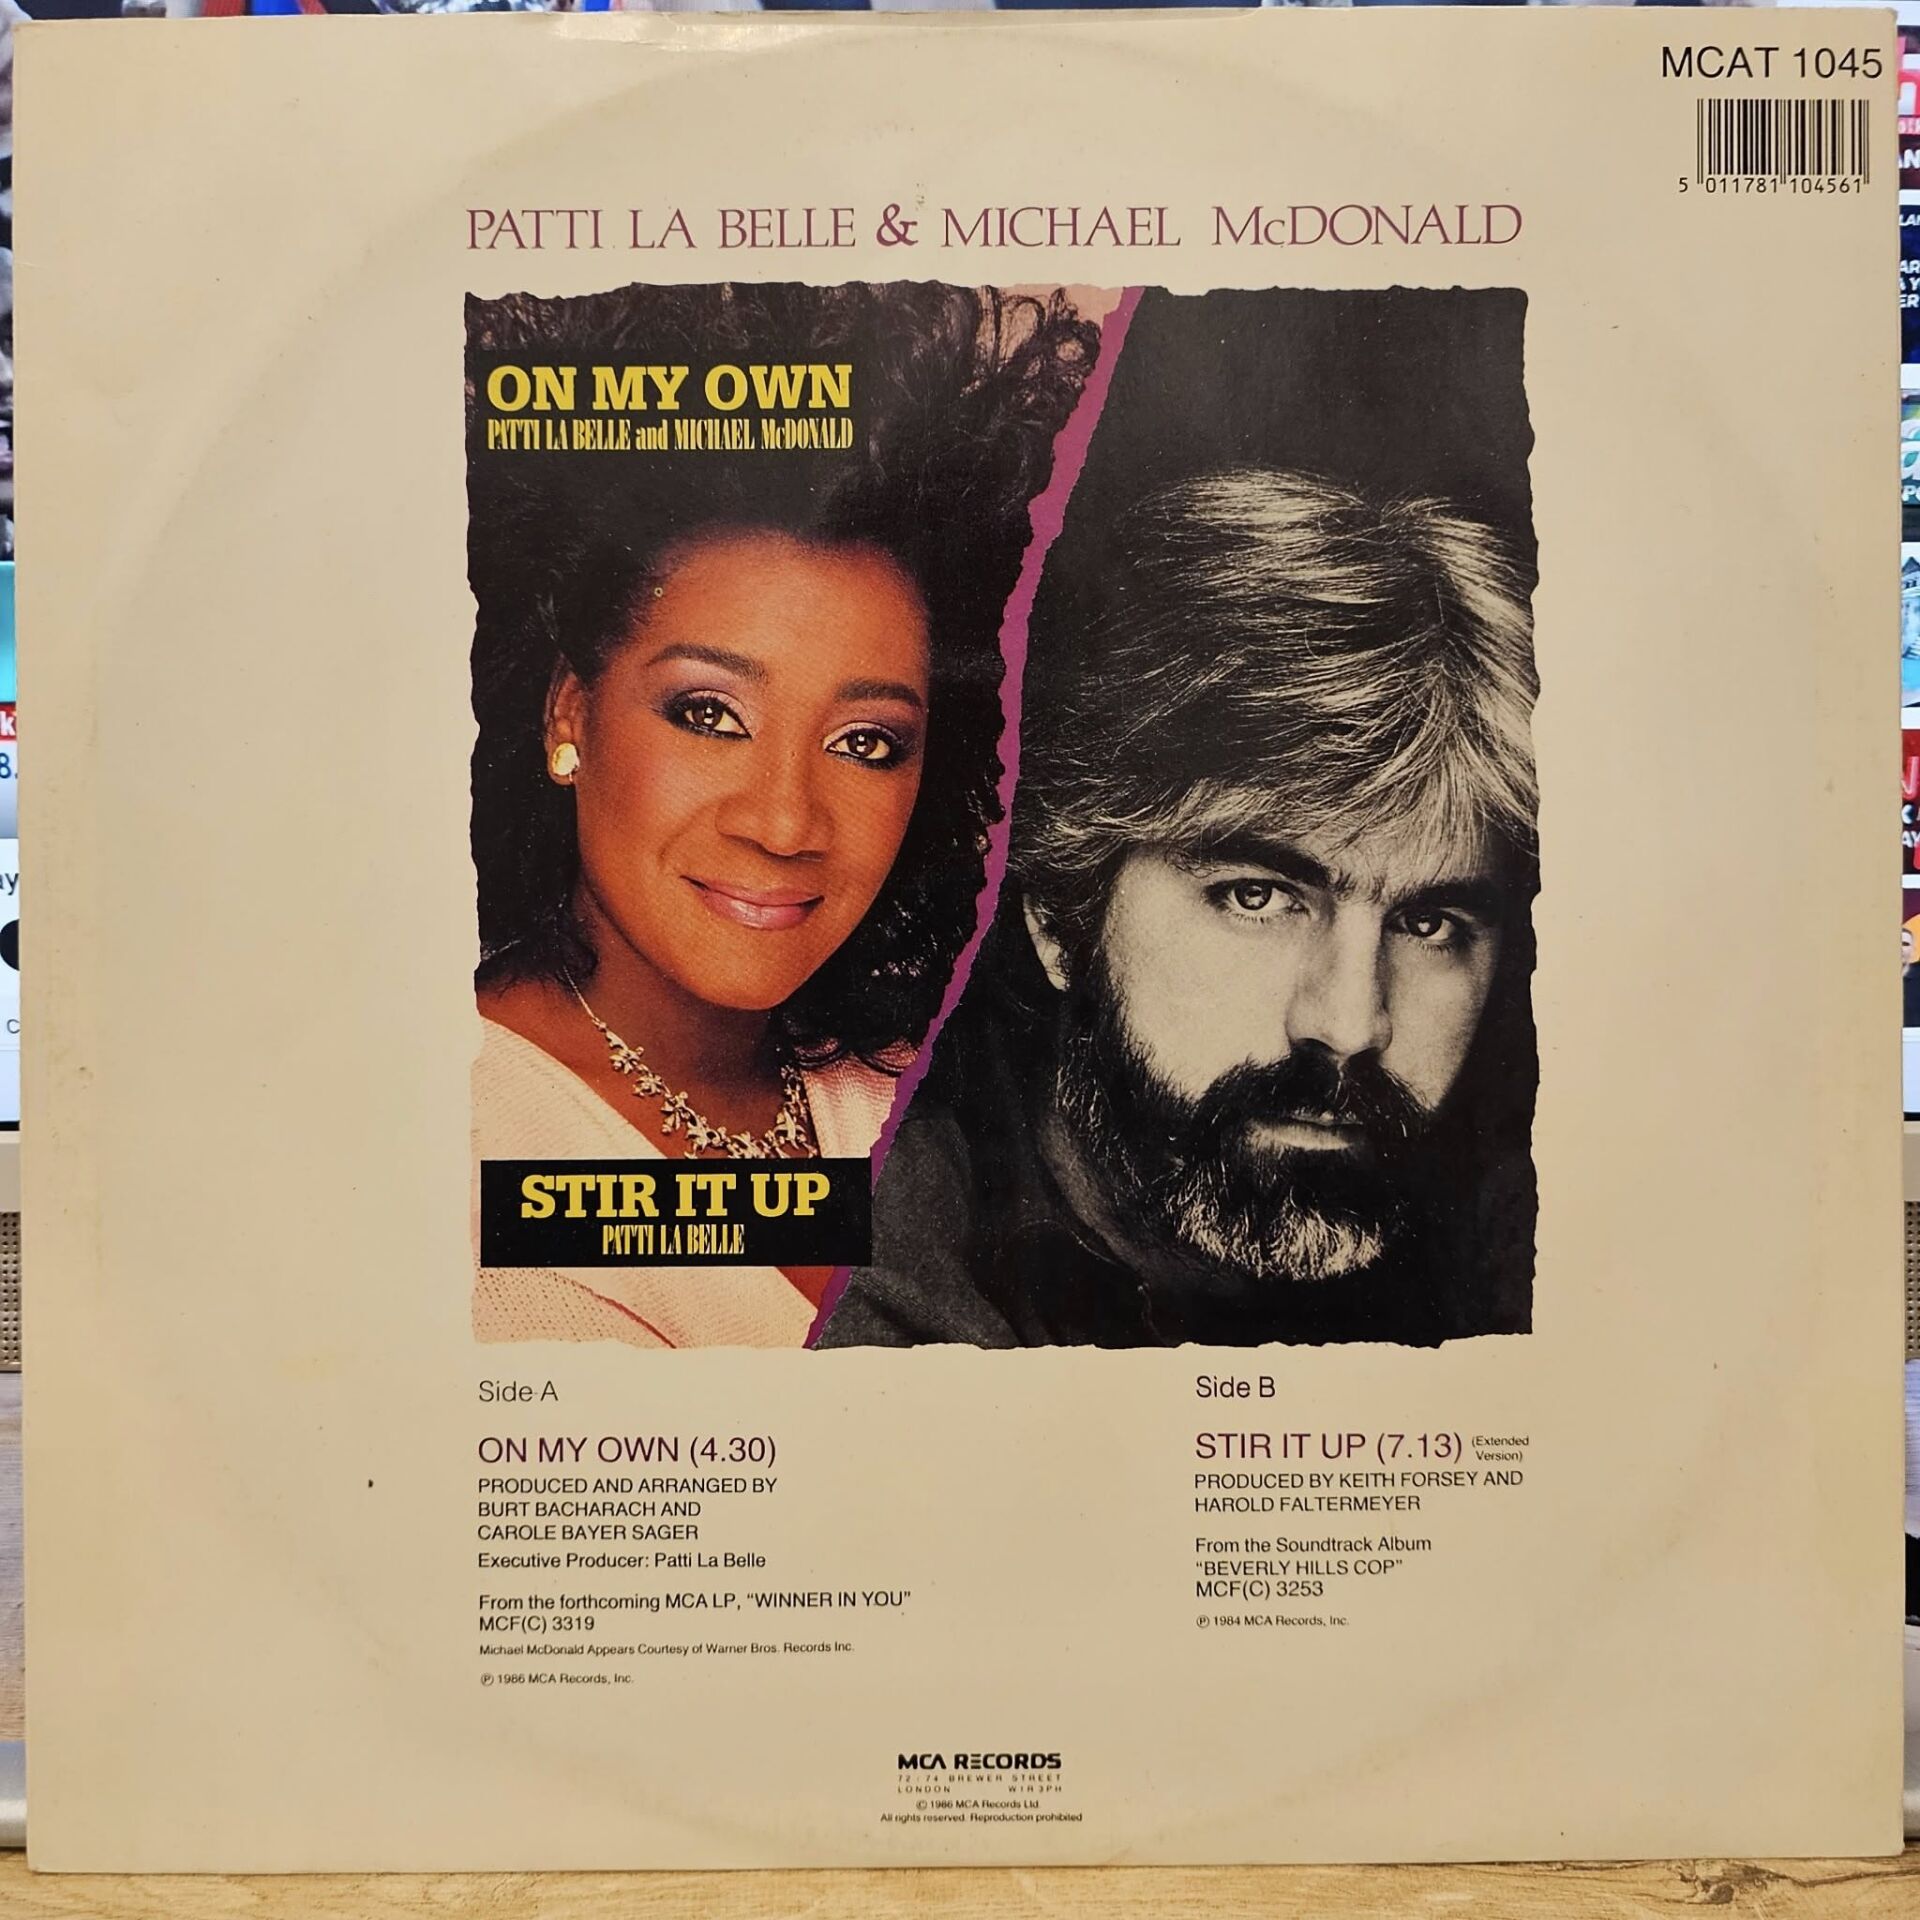 MCAT 1045
5 011781 104561
PATTI LA BELLE & MICHAEL McDONALD
ON MY OWN
PATTI LA BELLE and MICHAEL McDONALD
STIR IT UP
PATTI LA BELLE
Side A
ON MY OWN (4.30)
PRODUCED AND ARRANGED BY
BURT BACHARACH AND
CAROLE BAYER SAGER
Executive Producer: Patti La Belle
From the forthcoming MCA LP, “WINNER IN YOU”
MCF(C) 3319
Michael McDonald Appears Courtesy of Warner Bros. Records Inc.
℗ 1986 MCA Records, Inc.
Side B
STIR IT UP (7.13) (Extended
Version)
PRODUCED BY KEITH FORSEY AND
HAROLD FALTERMEYER
From the Soundtrack Album
“BEVERLY HILLS COP”
MCF(C) 3253
℗ 1984 MCA Records, Inc.
MCA RECORDS
72-74 BREWER STREET
LONDON W1R 3PH
© 1986 MCA Records Ltd.
All rights reserved. Reproduction prohibited